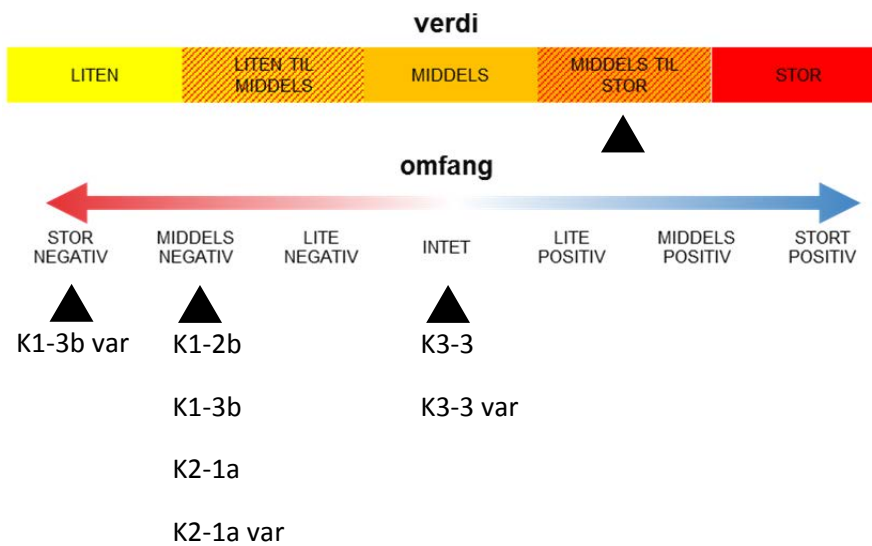 verdi
LITEN
LITEN TIL
MIDDELS
MIDDELS
MIDDELS TIL
STOR
STOR
omfang
STOR
NEGATIV
MIDDELS
NEGATIV
LITE
NEGATIV
INTET
LITE
POSITIV
MIDDELS
POSITIV
STORT
POSITIV
K1-3b var
K1-2b
K3-3
K1-3b
K3-3 var
K2-1a
K2-1a var